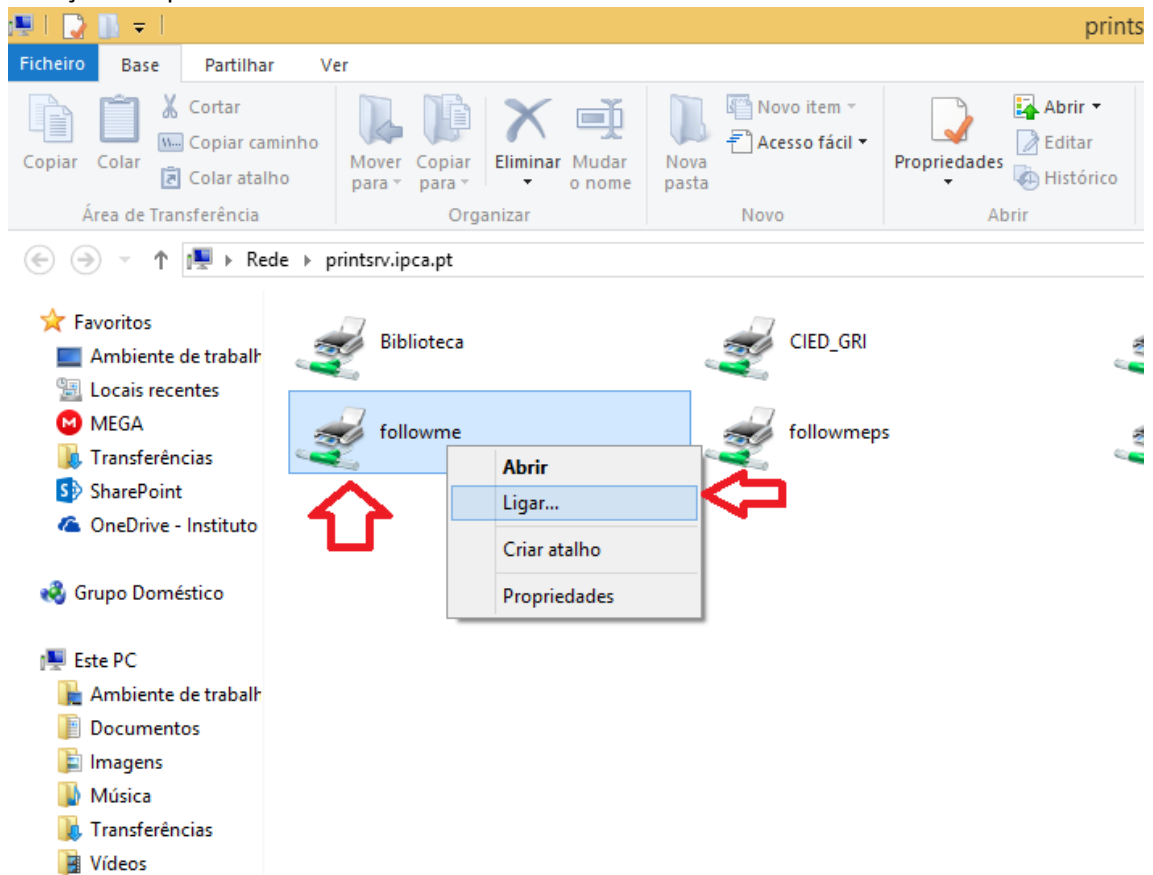 prints
Ficheiro Base Partilhar Ver
Copiar
Colar
Cortar
Copiar caminho
Colar atalho
Área de Transferência
Mover para
Copiar para
Eliminar
Mudar o nome
Organizar
Nova pasta
Novo item
Acesso fácil
Novo
Propriedades
Abrir
Editar
Histórico
Abrir
Rede printsrv.ipca.pt
Favoritos
Ambiente de trabalh
Locais recentes
MEGA
Transferências
SharePoint
OneDrive - Instituto
Grupo Doméstico
Este PC
Ambiente de trabalh
Documentos
Imagens
Música
Transferências
Vídeos
Biblioteca
CIED_GRI
followme
followmeps
Abrir
Ligar...
Criar atalho
Propriedades